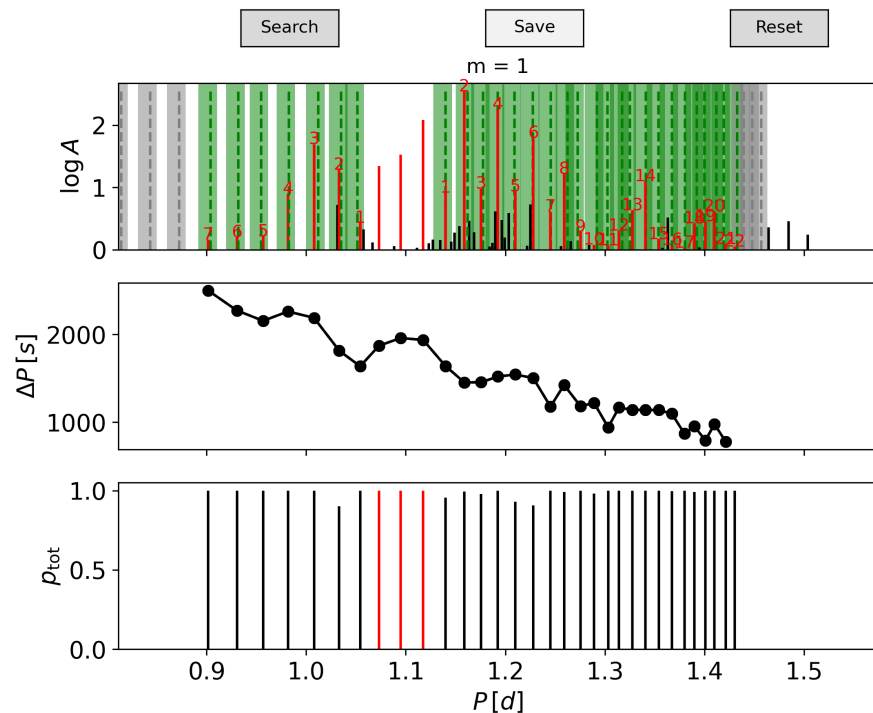 Search Save Reset
m = 1
log A
2
1
0
7 6 5 4 3 2 1 1 2 3 4 5 6 7 8 9 10 11 12 13 14 15 16 17 18 19 20 21 22
ΔP [s]
2000
1000
p_tot
1.0
0.5
0.0
0.9 1.0 1.1 1.2 1.3 1.4 1.5
P [d]